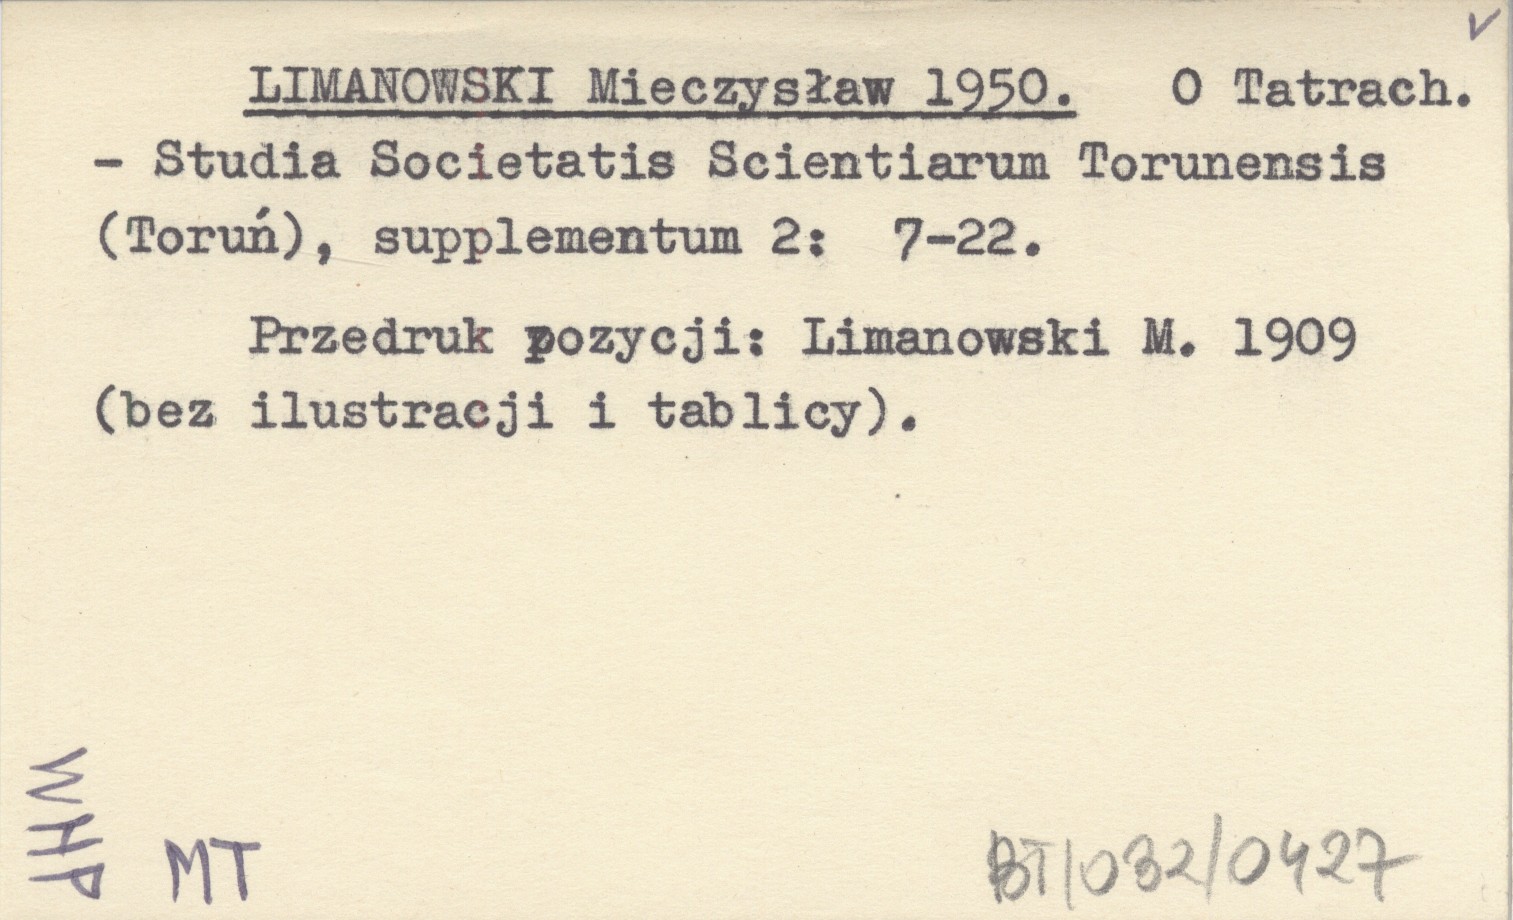 LIMANOWSKI Mieczysław 1950. O Tatrach.
- Studia Societatis Scientiarum Torunensis
(Toruń), supplementum 2: 7-22.
Przedruk pozycji: Limanowski M. 1909
(bez ilustracji i tablicy).
WHP
MT
BT/032/0427